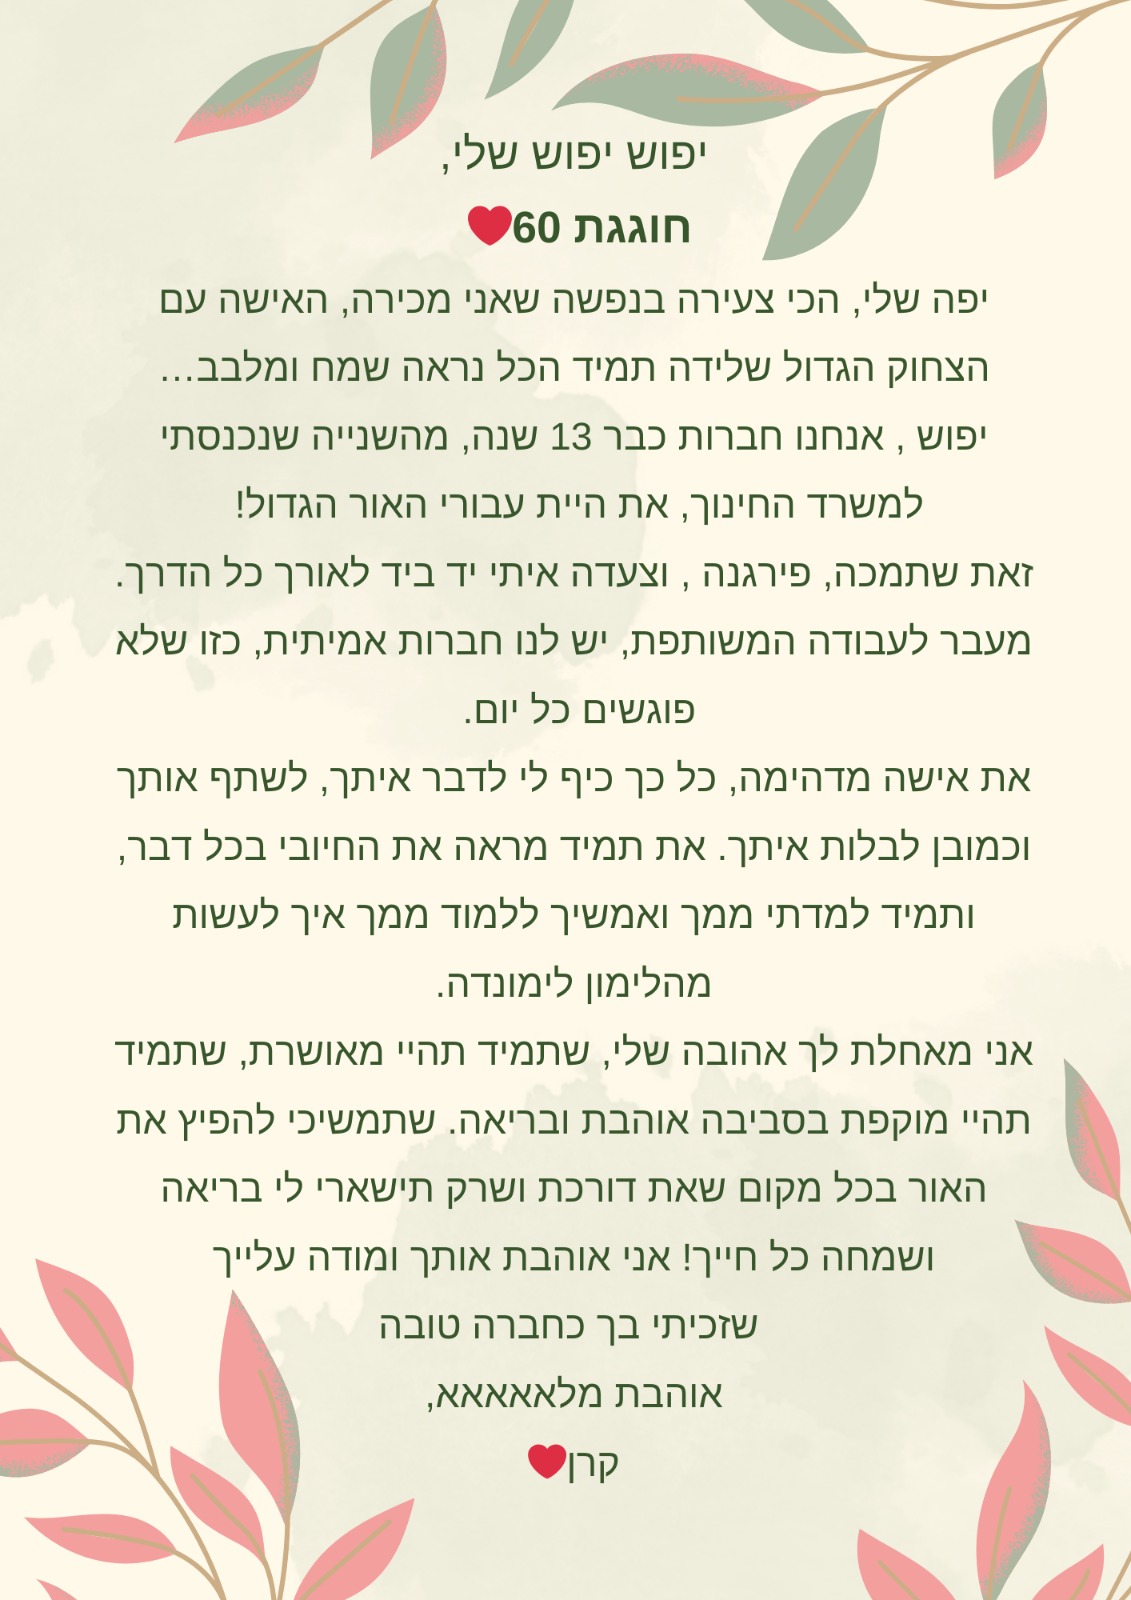 יפוש יפוש שלי,
חוגגת 60❤️
יפה שלי, הכי צעירה בנפשה שאני מכירה, האישה עם
הצחוק הגדול שלידה תמיד הכל נראה שמח ומלבב...
יפוש , אנחנו חברות כבר 13 שנה, מהשנייה שנכנסתי
למשרד החינוך, את היית עבורי האור הגדול!
זאת שתמכה, פירגנה , וצעדה איתי יד ביד לאורך כל הדרך.
מעבר לעבודה המשותפת, יש לנו חברות אמיתית, כזו שלא
פוגשים כל יום.
את אישה מדהימה, כל כך כיף לי לדבר איתך, לשתף אותך
וכמובן לבלות איתך. את תמיד מראה את החיובי בכל דבר,
ותמיד למדתי ממך ואמשיך ללמוד ממך איך לעשות
מהלימון לימונדה.
אני מאחלת לך אהובה שלי, שתמיד תהיי מאושרת, שתמיד
תהיי מוקפת בסביבה אוהבת ובריאה. שתמשיכי להפיץ את
האור בכל מקום שאת דורכת ושרק תישארי לי בריאה
ושמחה כל חייך! אני אוהבת אותך ומודה עלייך
שזכיתי בך כחברה טובה
אוהבת מלאאאאא,
קרן❤️